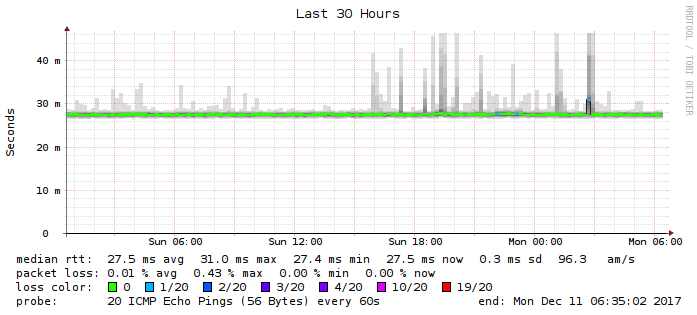 Last 30 Hours
RRDTOOL / TOBI OETIKER
Seconds
40 m
30 m
20 m
10 m
0
Sun 06:00 Sun 12:00 Sun 18:00 Mon 00:00 Mon 06:00
median rtt: 27.5 ms avg 31.0 ms max 27.4 ms min 27.5 ms now 0.3 ms sd 96.3 am/s
packet loss: 0.01 % avg 0.43 % max 0.00 % min 0.00 % now
loss color: 0 1/20 2/20 3/20 4/20 10/20 19/20
probe: 20 ICMP Echo Pings (56 Bytes) every 60s end: Mon Dec 11 06:35:02 2017